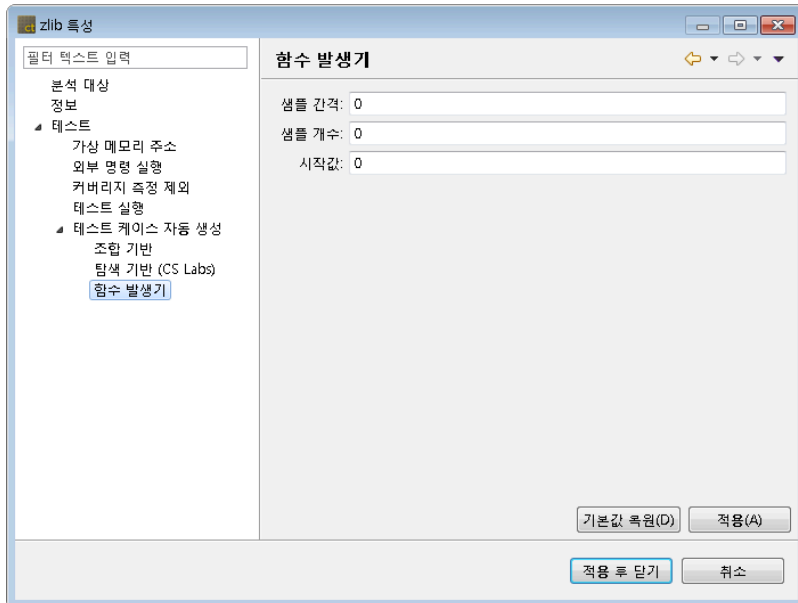 ct zlib 특성
필터 텍스트 입력
분석 대상
정보
테스트
가상 메모리 주소
외부 명령 실행
커버리지 측정 제외
테스트 실행
테스트 케이스 자동 생성
조합 기반
탐색 기반 (CS Labs)
함수 발생기
함수 발생기
샘플 간격: 0
샘플 개수: 0
시작값: 0
기본값 복원(D) 적용(A)
적용 후 닫기 취소